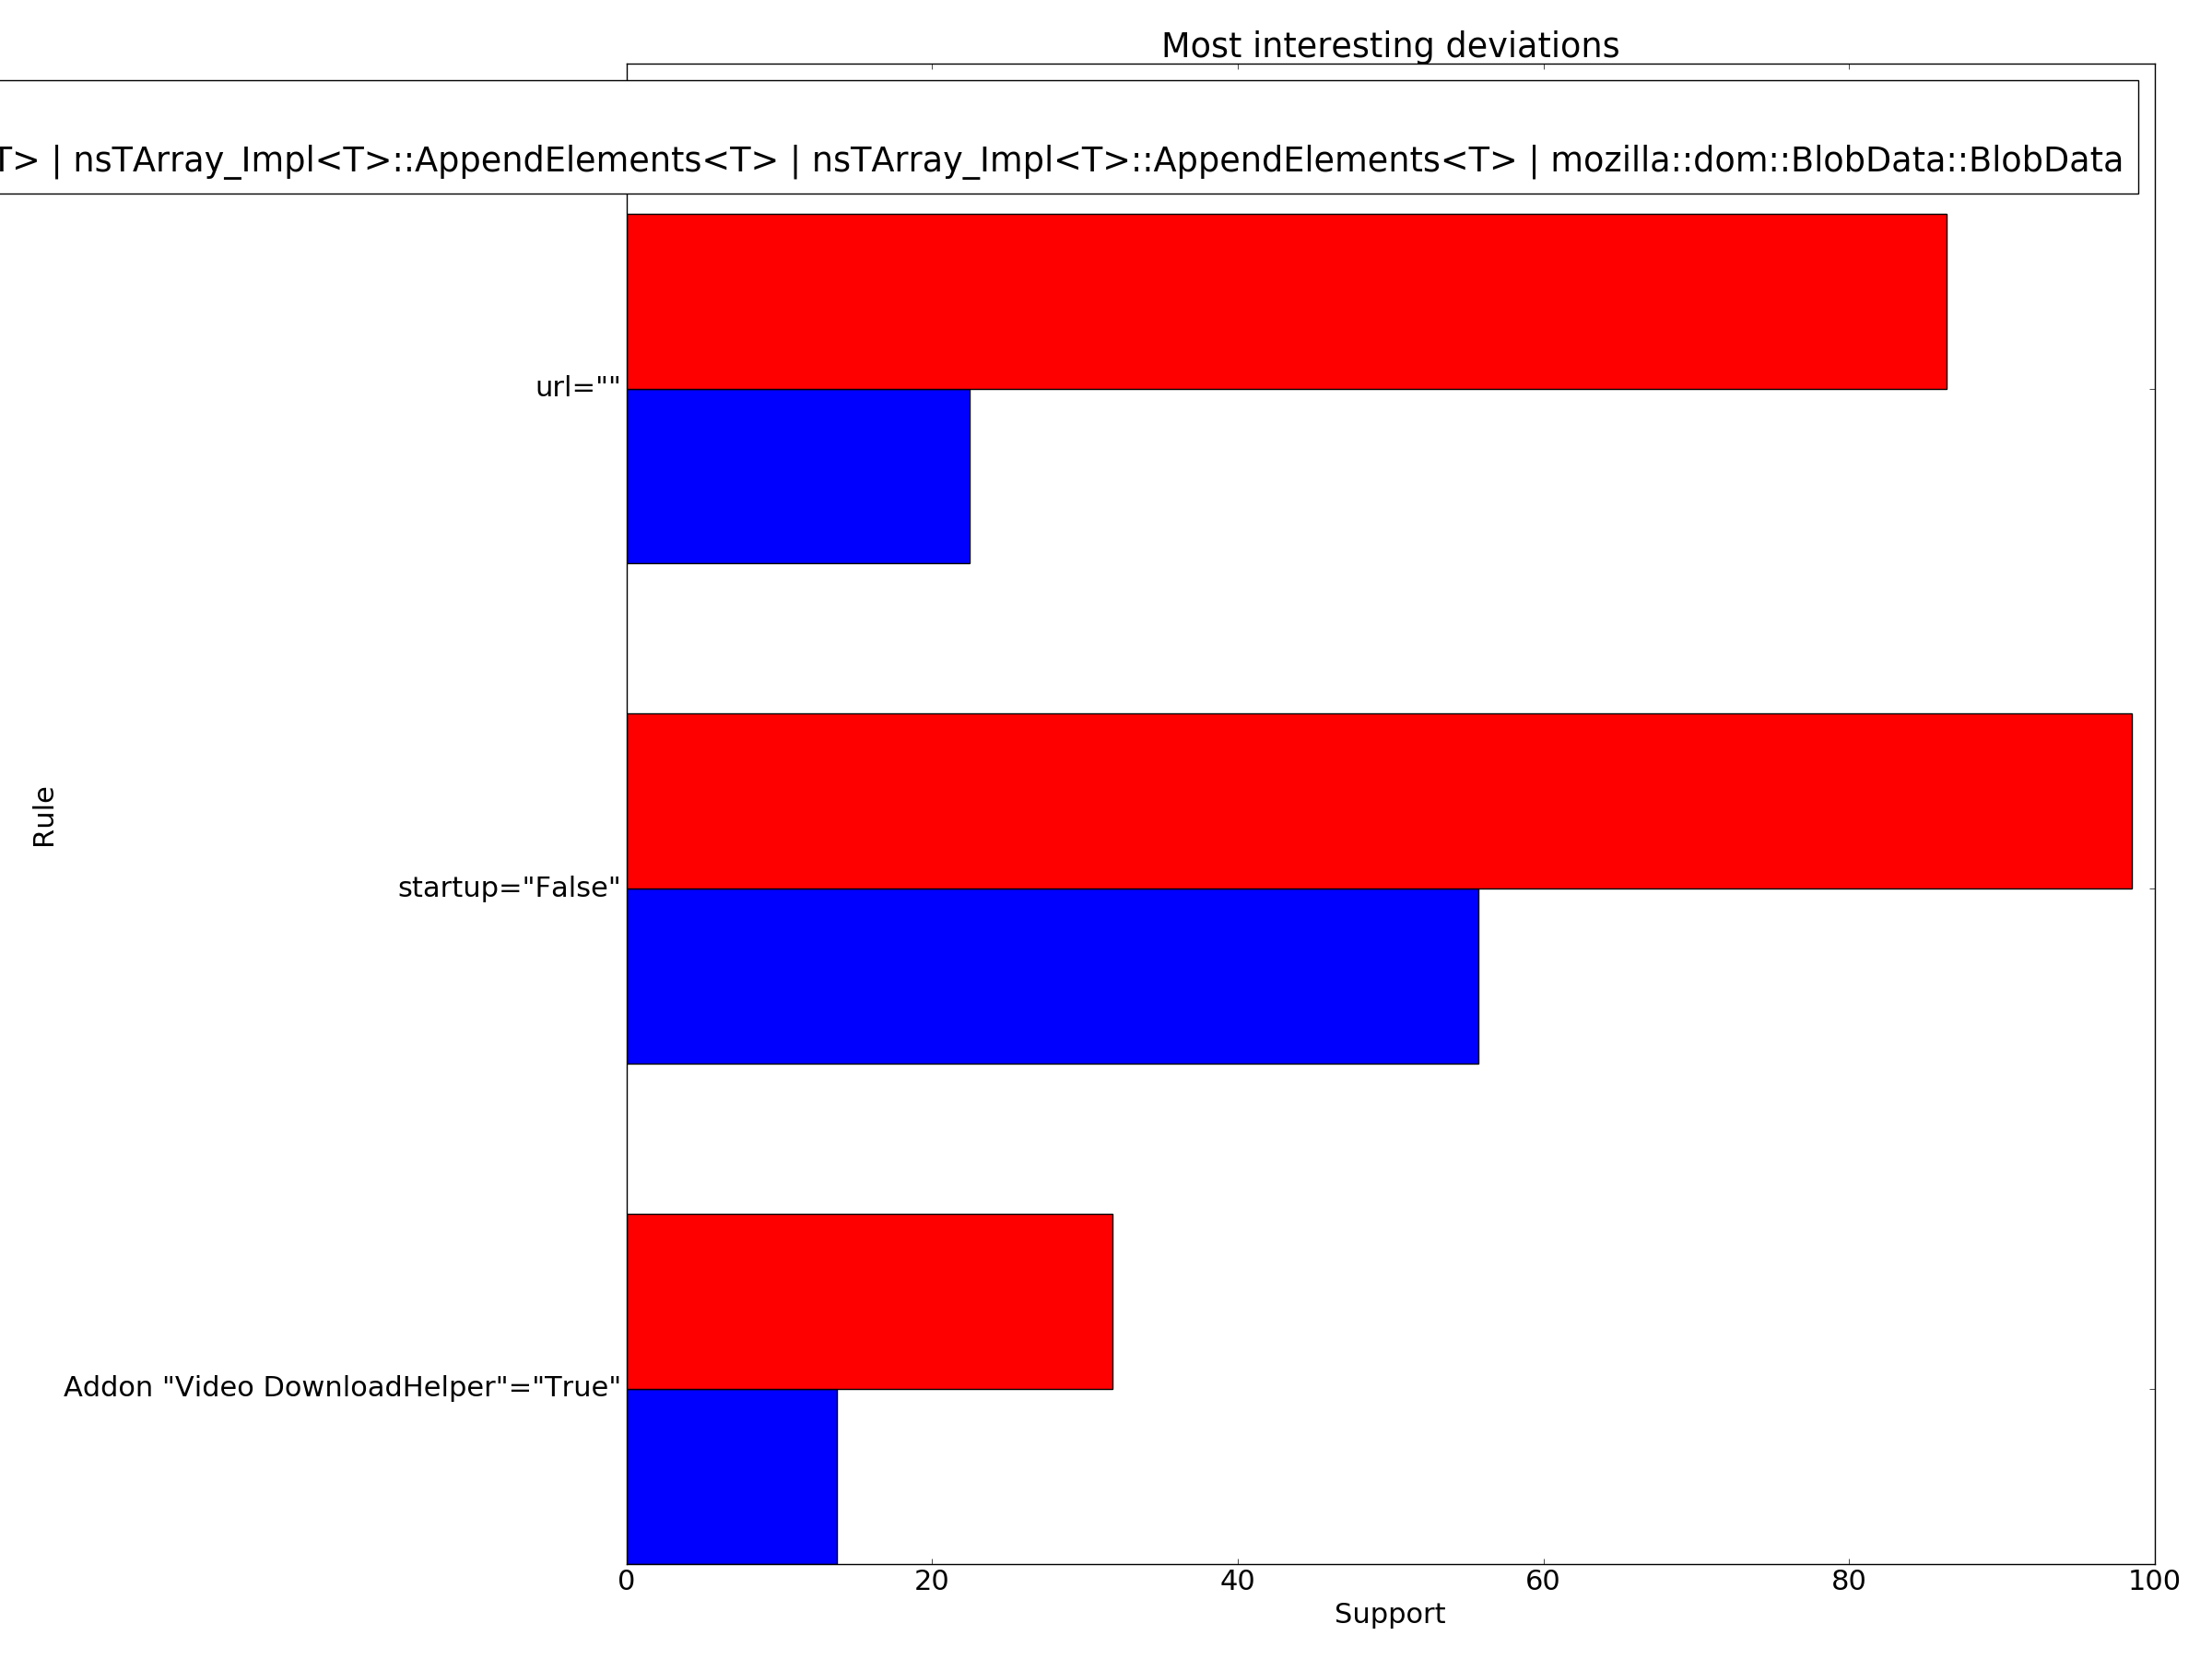 Most interesting deviations
T> | nsTArray_Impl<T>::AppendElements<T> | nsTArray_Impl<T>::AppendElements<T> | mozilla::dom::BlobData::BlobData
url=""
startup="False"
Addon "Video DownloadHelper"="True"
Rule
0 20 40 60 80 100
Support